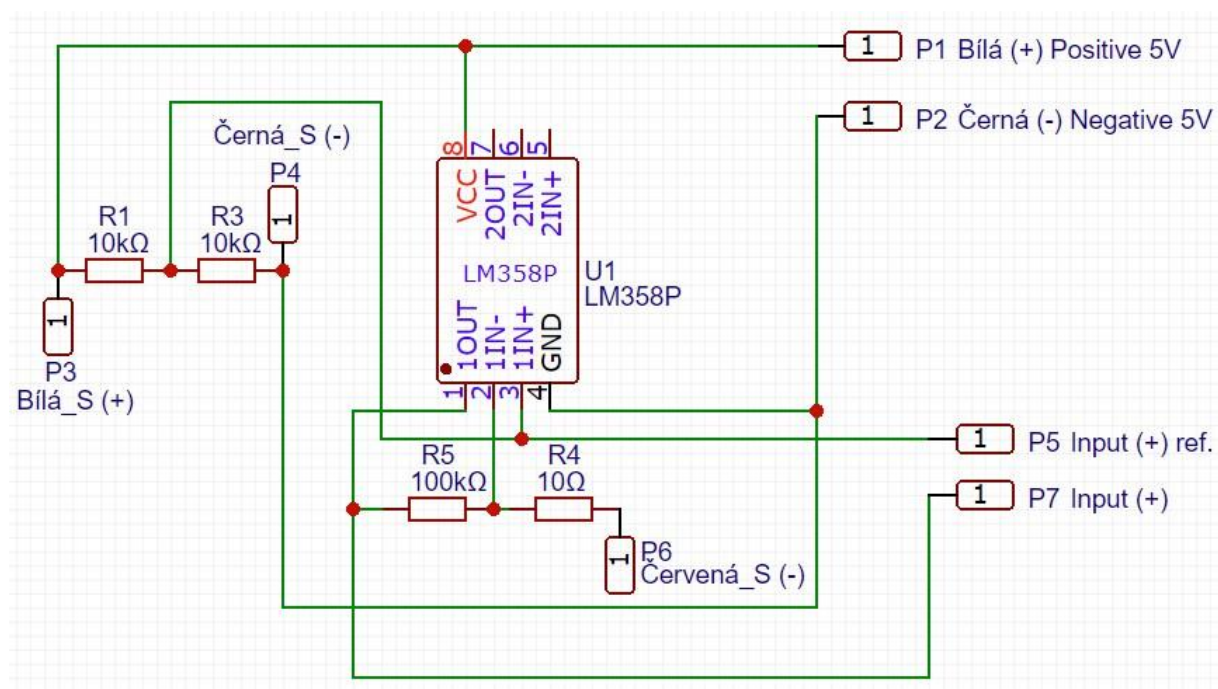 1 P1 Bílá (+) Positive 5V
1 P2 Černá (-) Negative 5V
Černá_S (-)
P4
1
R1
10kΩ
R3
10kΩ
1
P3
Bílá_S (+)
8 7 6 5
VCC 2OUT 2IN- 2IN+
LM358P
U1
LM358P
1OUT 1IN- 1IN+ GND
1 2 3 4
1 P5 Input (+) ref.
R5
100kΩ
R4
10Ω
1 P7 Input (+)
1
P6
Červená_S (-)